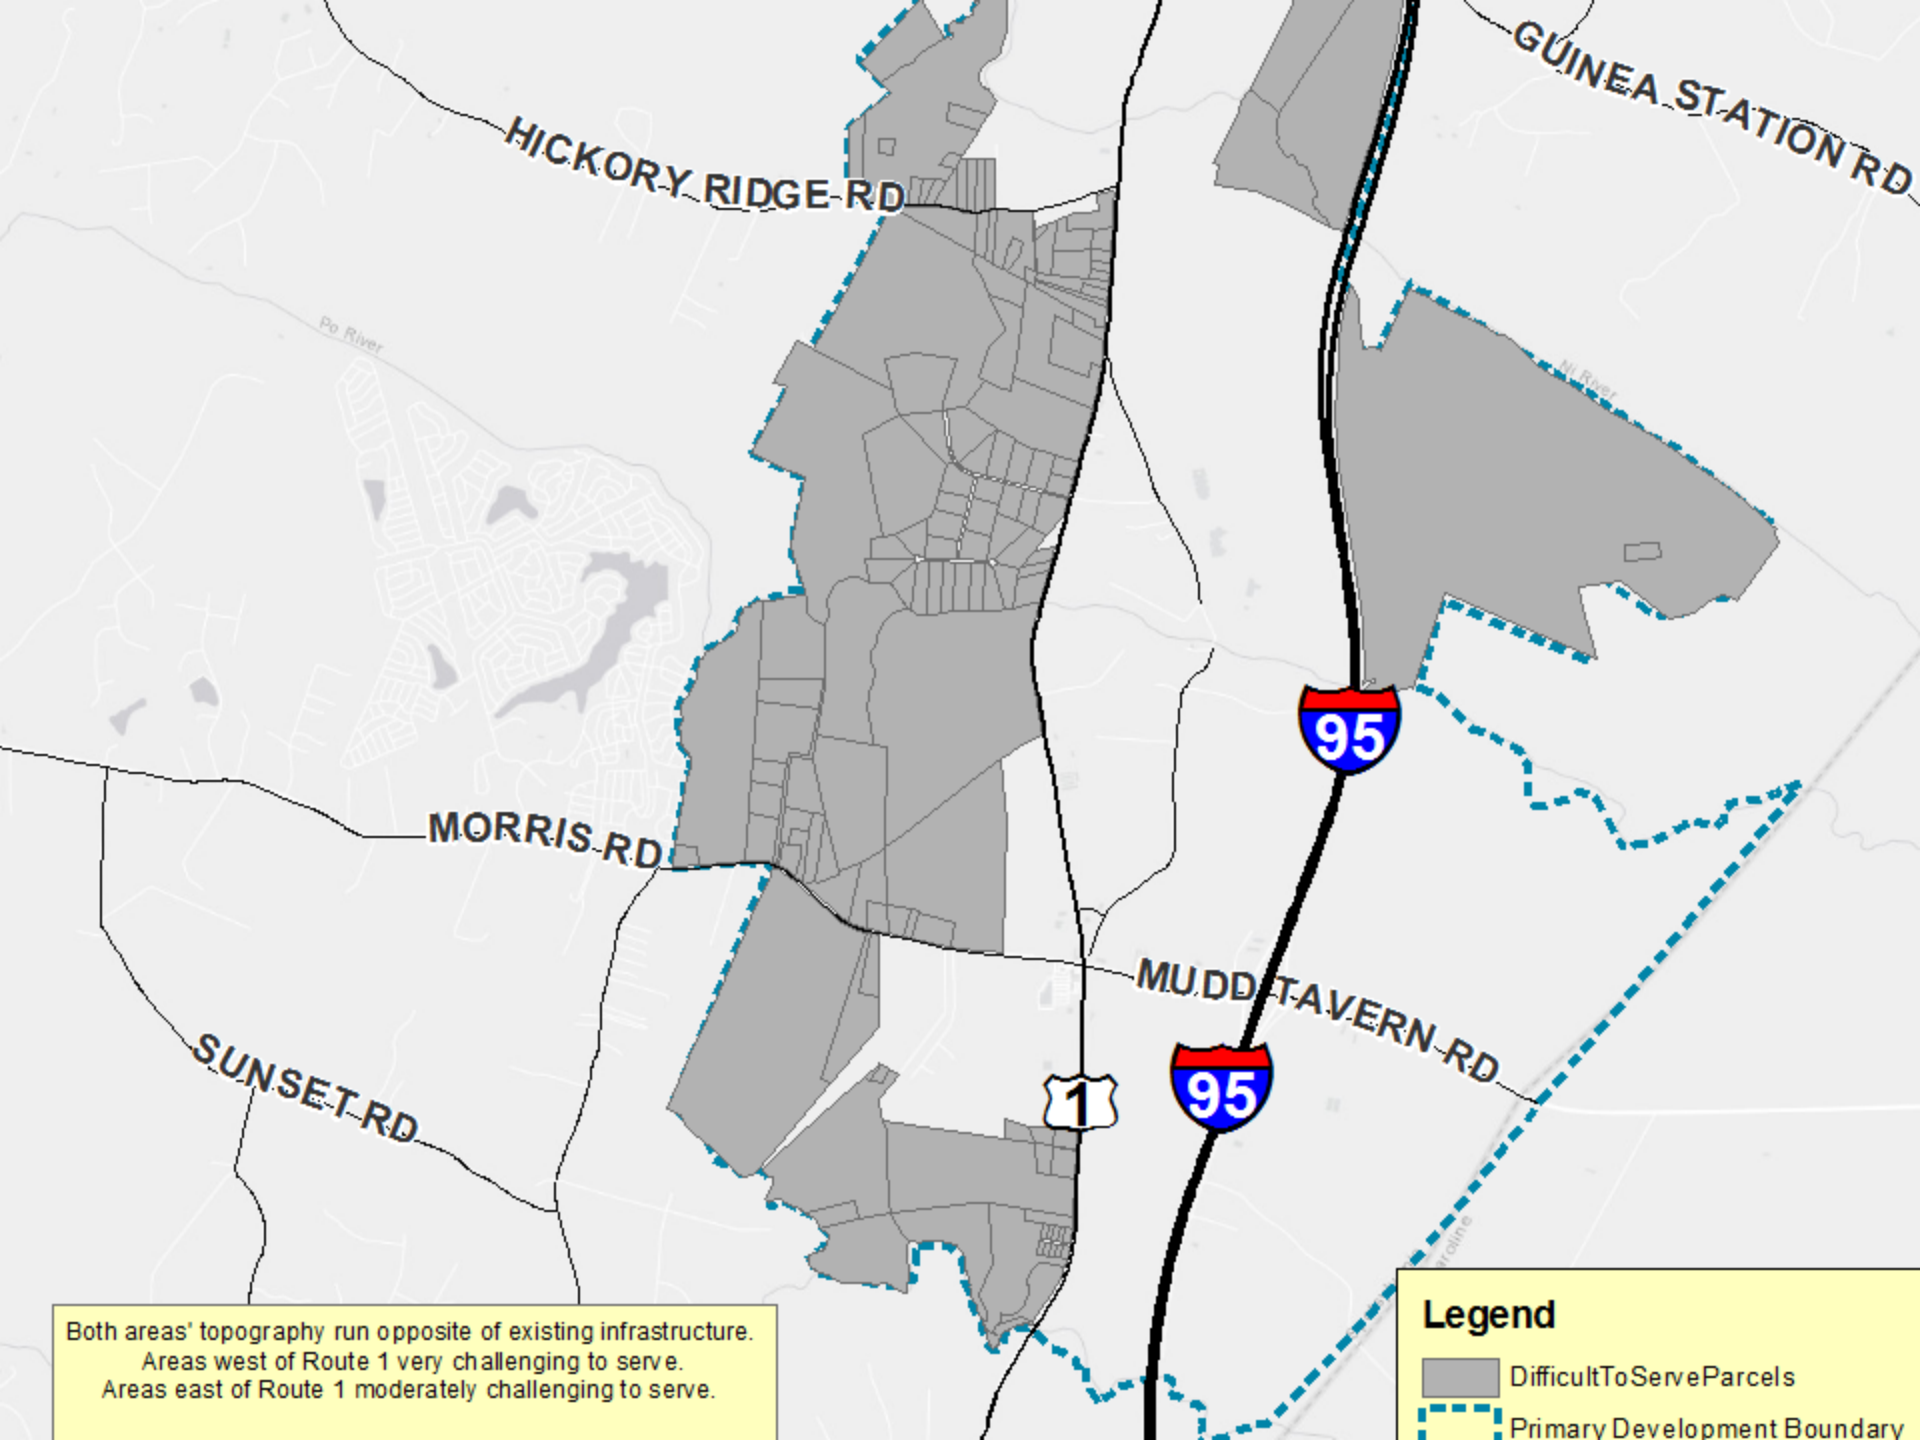 GUINEA STATION RD
HICKORY RIDGE RD
Po River
Ni River
95
MORRIS RD
MUDD TAVERN RD
SUNSET RD
1
95
Both areas' topography run opposite of existing infrastructure.
Areas west of Route 1 very challenging to serve.
Areas east of Route 1 moderately challenging to serve.
Legend
DifficultToServeParcels
Primary Development Boundary